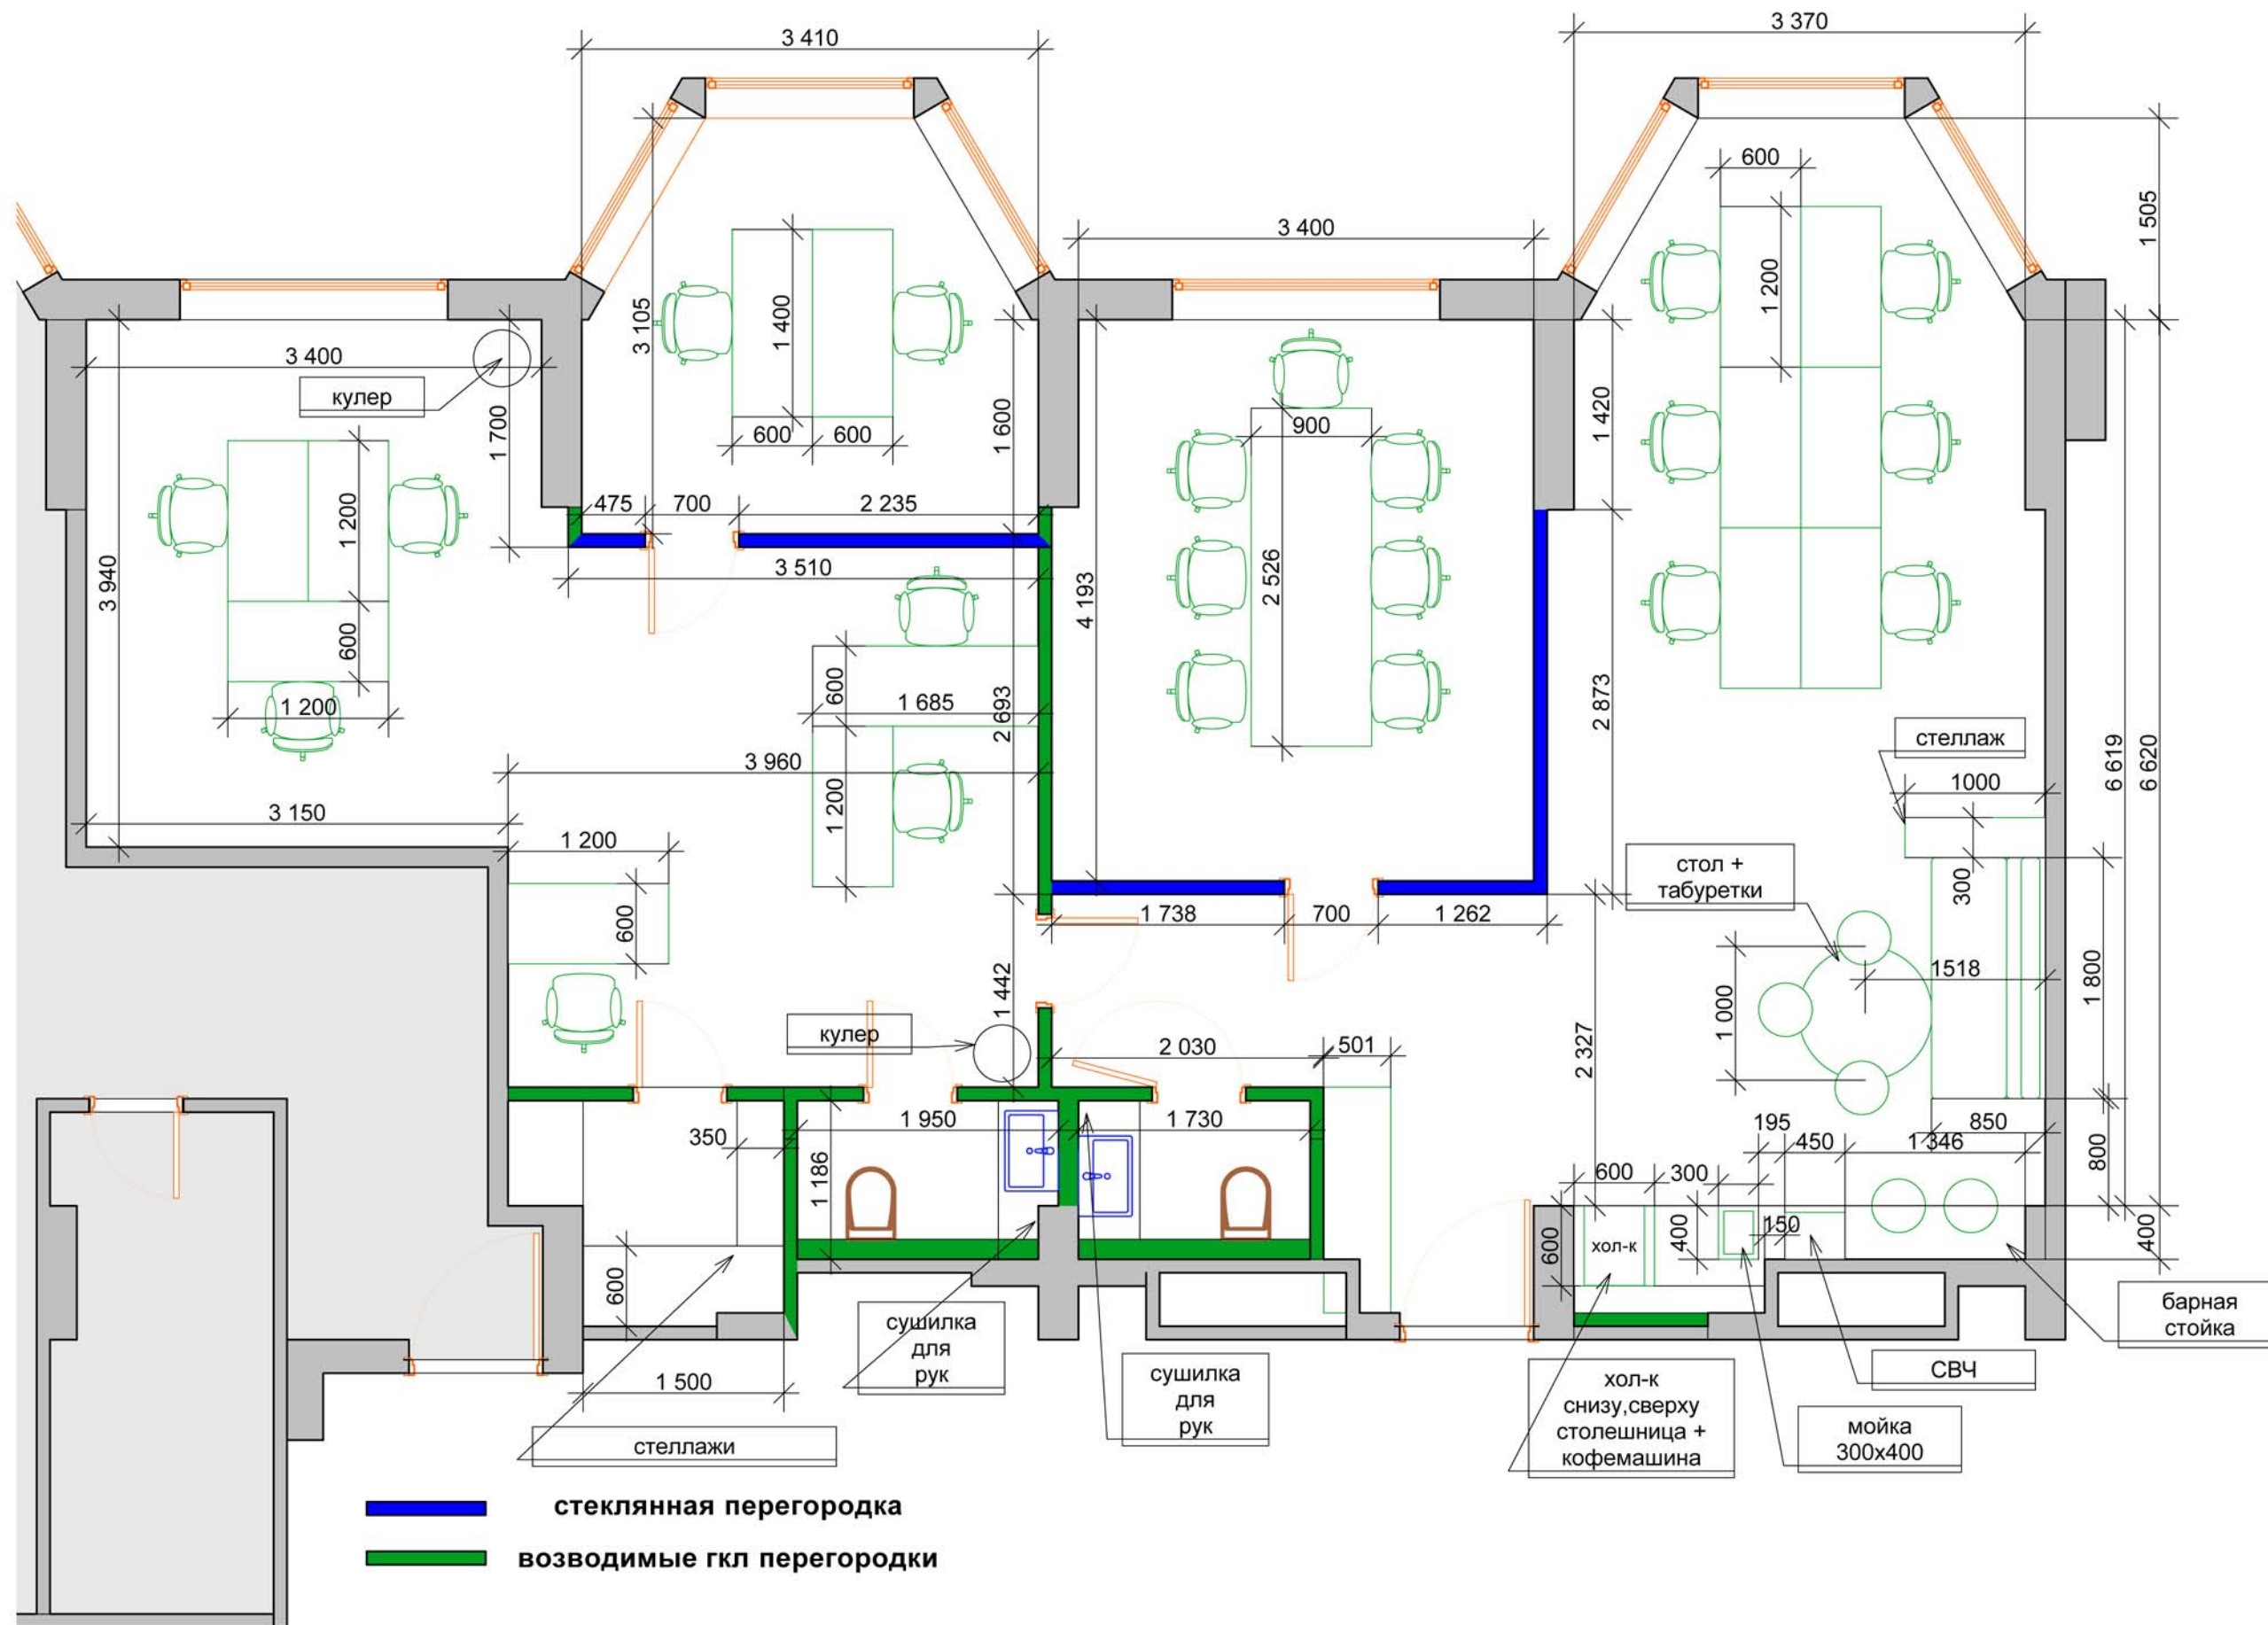 3 410
3 370
600
1 505
3 400
1 200
3 105
1 400
3 400
кулер
1 700
1 600
600
600
1 420
900
475
700
2 235
1 200
3 940
3 510
2 526
4 193
600
1 200
600
1 685
2 693
2 873
стеллаж
6 619
6 620
3 960
1000
1 200
3 150
1 200
300
стол +
табуретки
600
1 738
700
1 262
1518
1 800
1 442
1 000
кулер
2 030
501
2 327
350
1 950
1 730
195
850
450
1 346
800
1 186
600
300
600
хол-к
400
150
400
600
барная
стойка
сушилка
для
рук
1 500
сушилка
для
рук
СВЧ
хол-к
снизу,сверху
столешница +
кофемашина
мойка
300х400
стеллажи
стеклянная перегородка
возводимые гкл перегородки